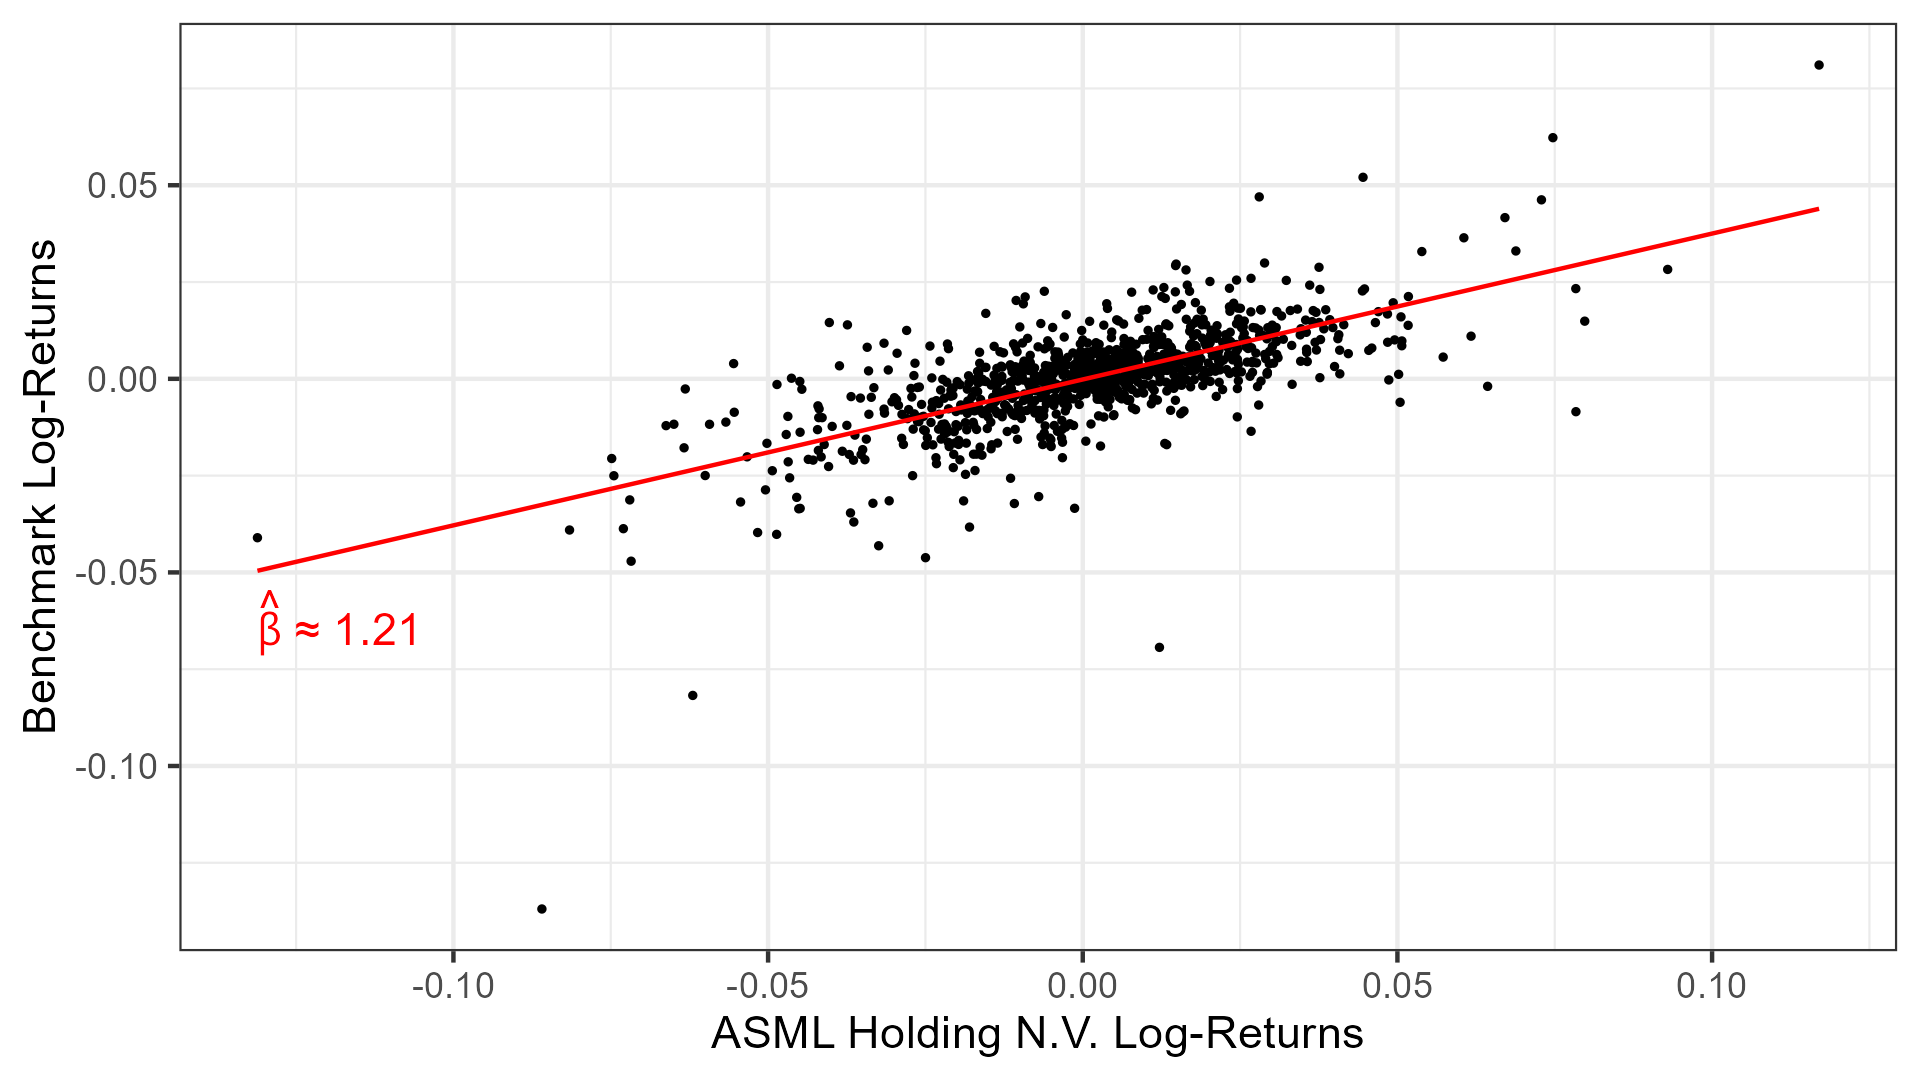 Benchmark Log-Returns
0.05
0.00
-0.05
-0.10
β̂ ≈ 1.21
-0.10 -0.05 0.00 0.05 0.10
ASML Holding N.V. Log-Returns